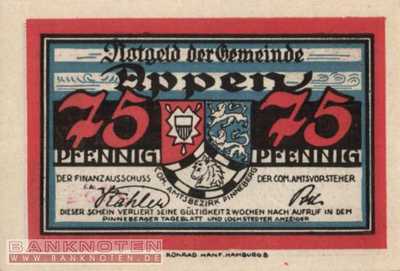 Notgeld der Gemeinde
Appen
75 75
PFENNIG PFENNIG
DER FINANZAUSSCHUSS DER COM. AMTSVORSTEHER
I.A.
Kähler
COM. AMTSBEZIRK PINNEBERG
DIESER SCHEIN VERLIERT SEINE GÜLTIGKEIT 2 WOCHEN NACH AUFRUF IN DEM
PINNEBERGER TAGEBLATT UND LOCKSTEDTER ANZEIGER
KONRAD HANF, HAMBURG 8
BANKNOTEN
WWW.BANKNOTEN.DE